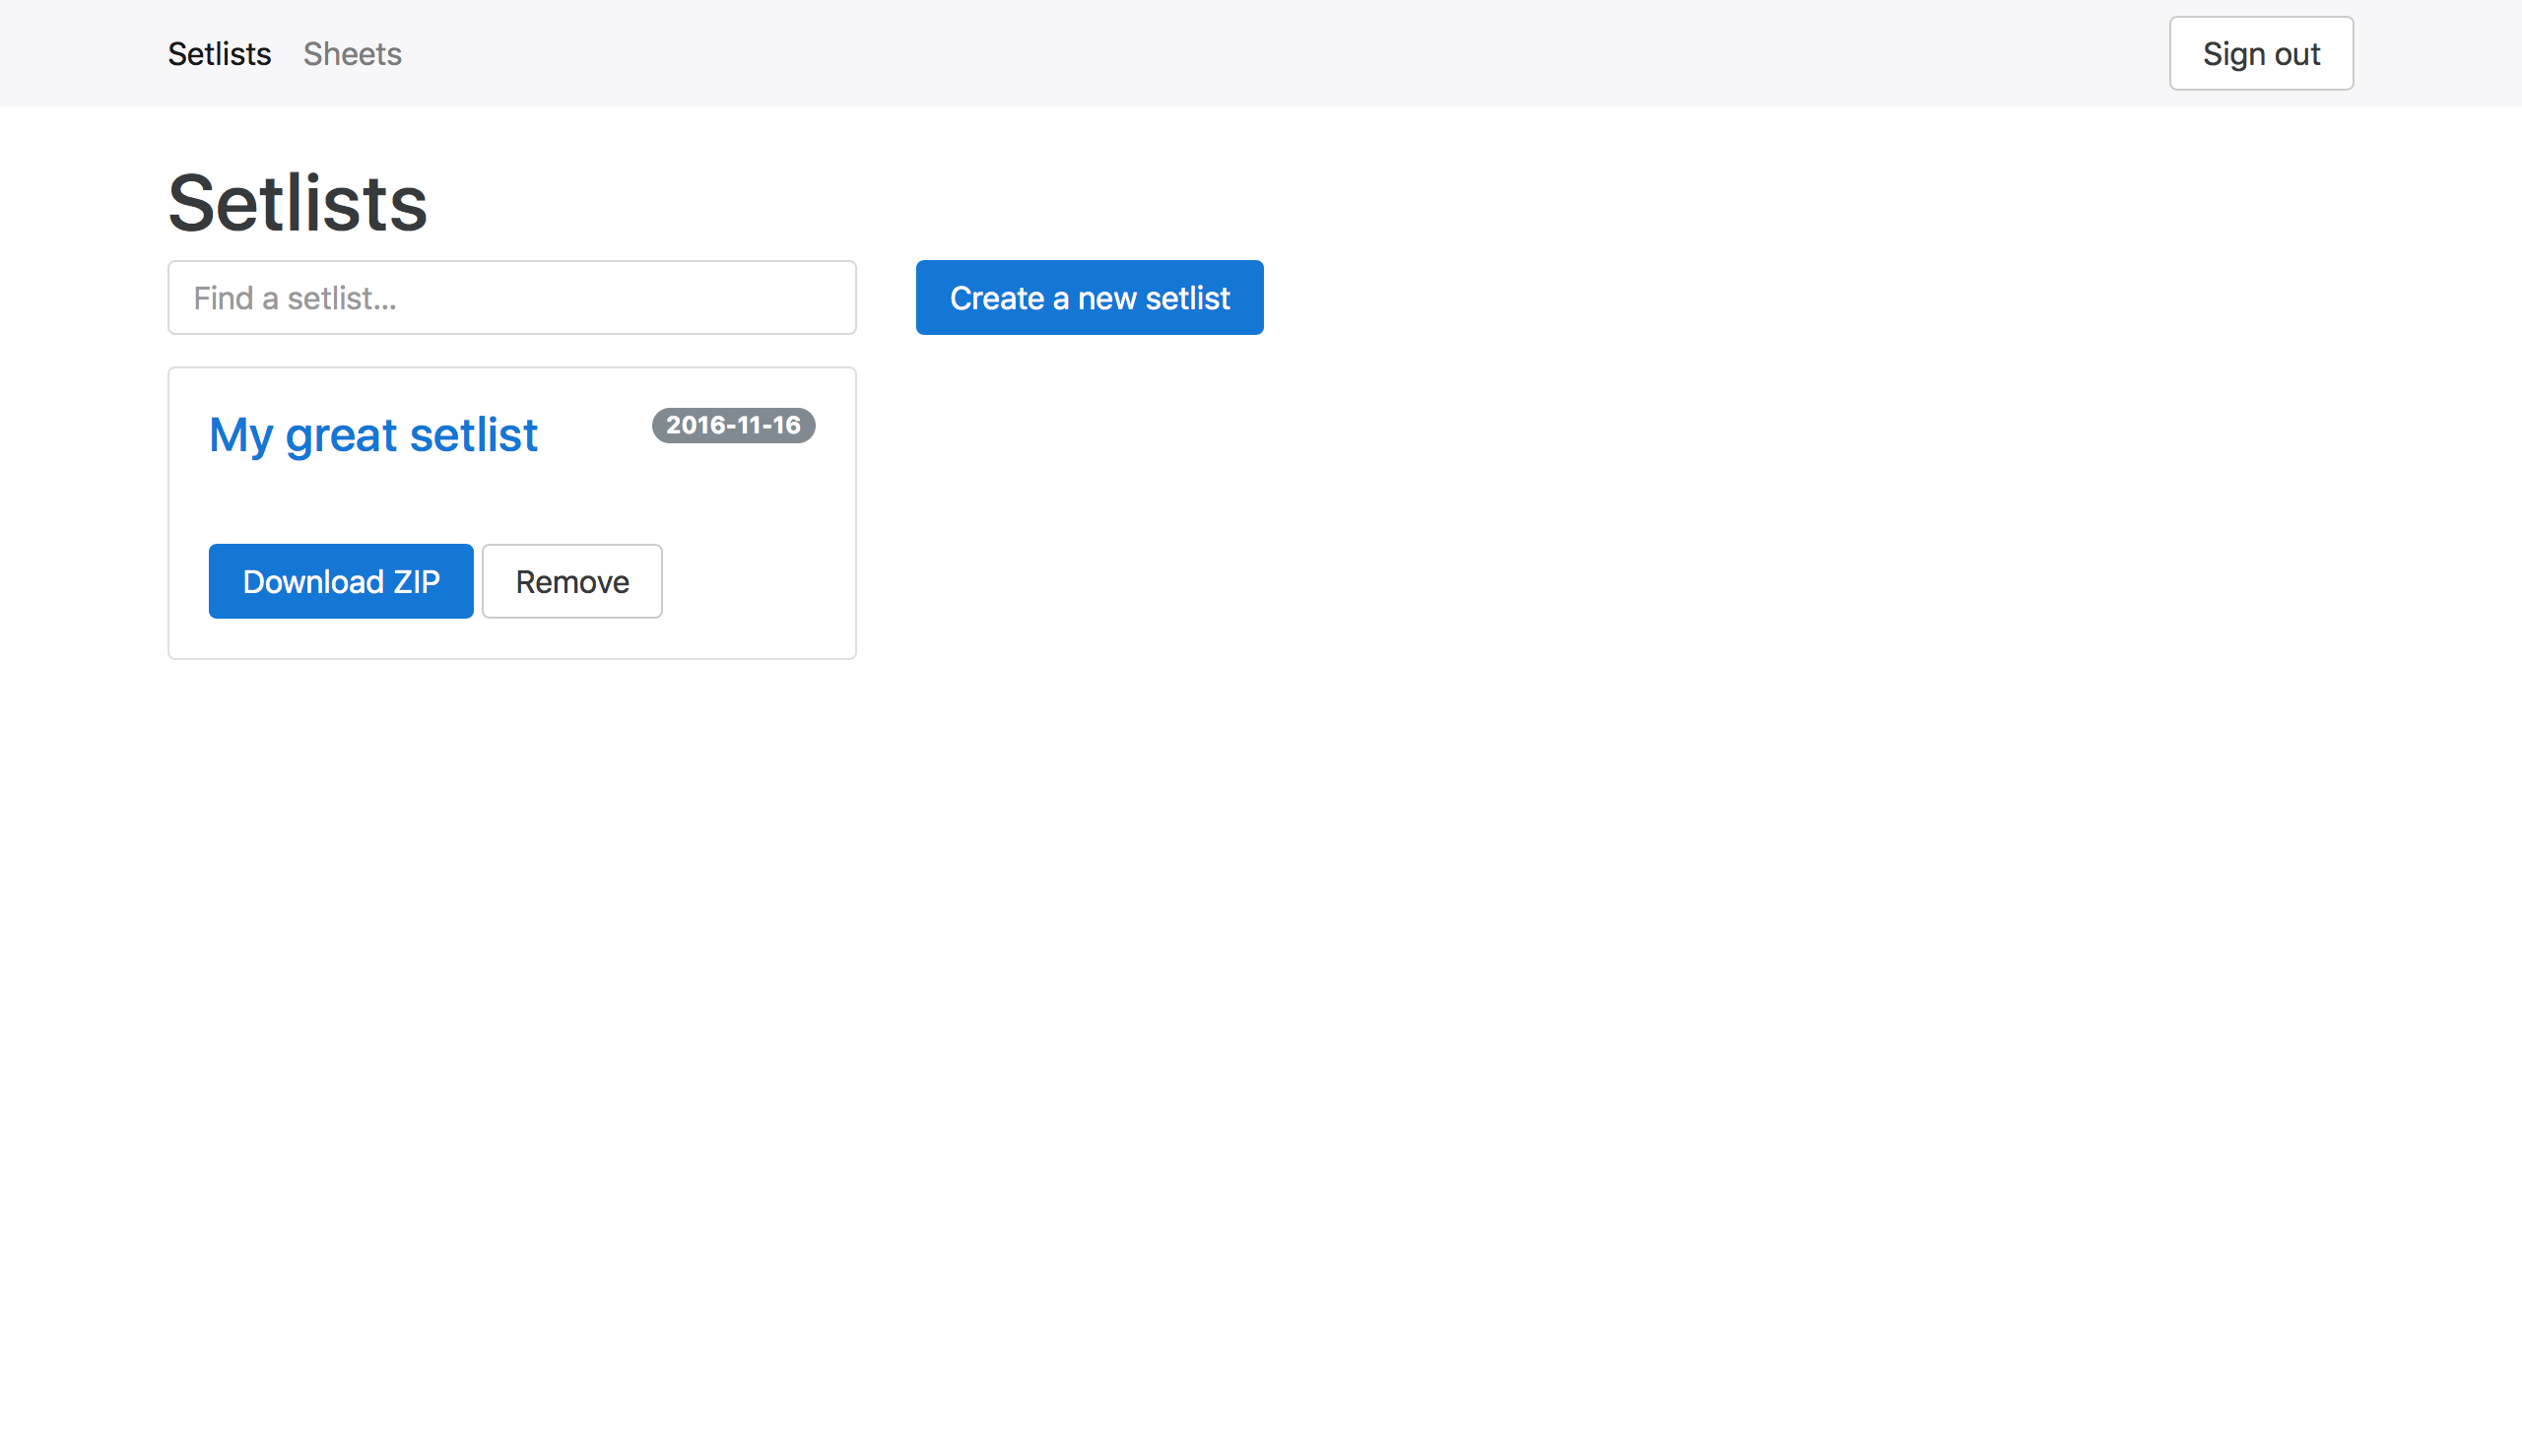 Setlists Sheets Sign out
Setlists
Find a setlist... Create a new setlist
My great setlist 2016-11-16
Download ZIP Remove